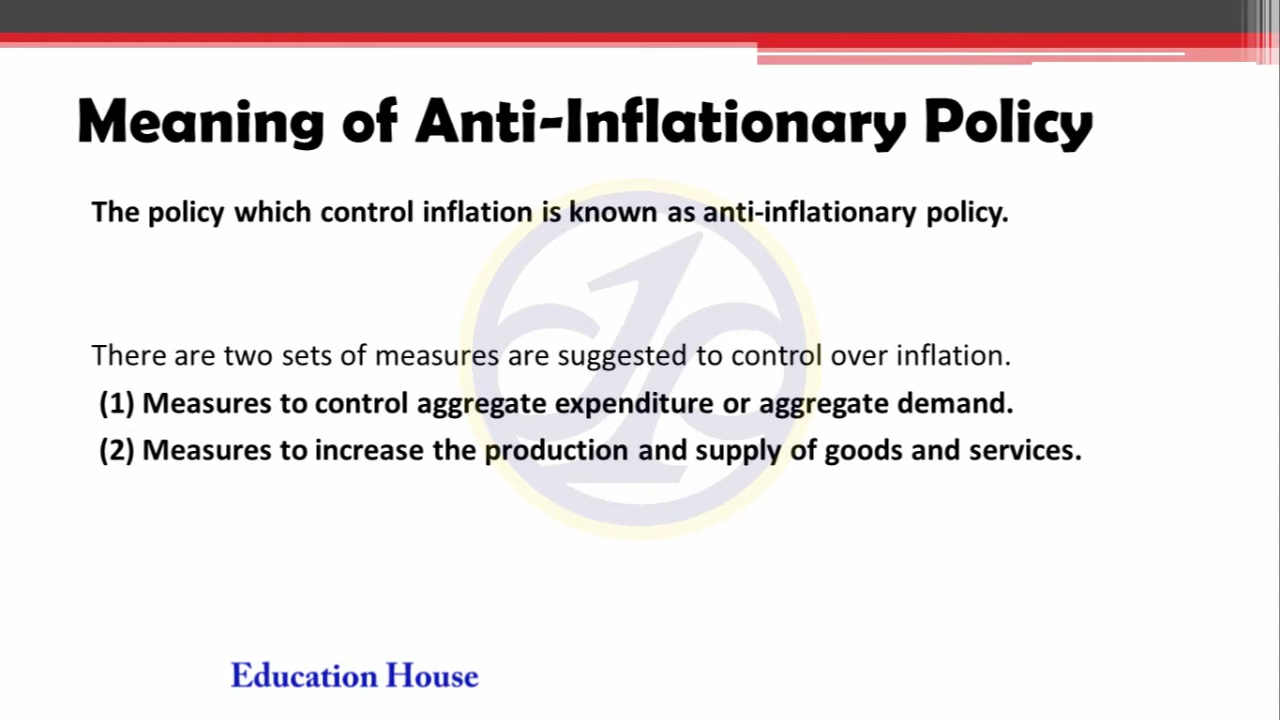 Meaning of Anti-Inflationary Policy
The policy which control inflation is known as anti-inflationary policy.
There are two sets of measures are suggested to control over inflation.
(1) Measures to control aggregate expenditure or aggregate demand.
(2) Measures to increase the production and supply of goods and services.
Education House